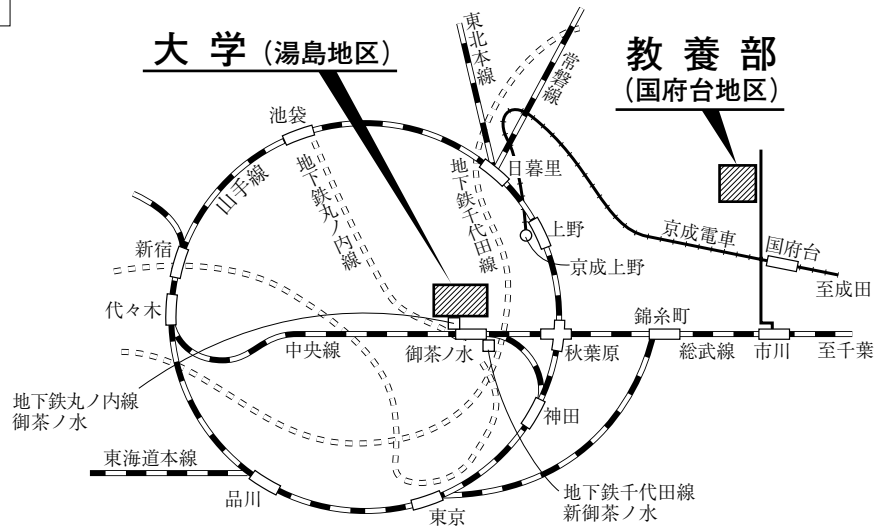 大学(湯島地区)
教養部
(国府台地区)
東北本線
常磐線
池袋
山手線
地下鉄丸ノ内線
地下鉄千代田線
日暮里
新宿
上野
京成電車
国府台
京成上野
至成田
代々木
中央線
御茶ノ水
秋葉原
錦糸町
総武線
市川
至千葉
地下鉄丸ノ内線
御茶ノ水
神田
東海道本線
品川
東京
地下鉄千代田線
新御茶ノ水